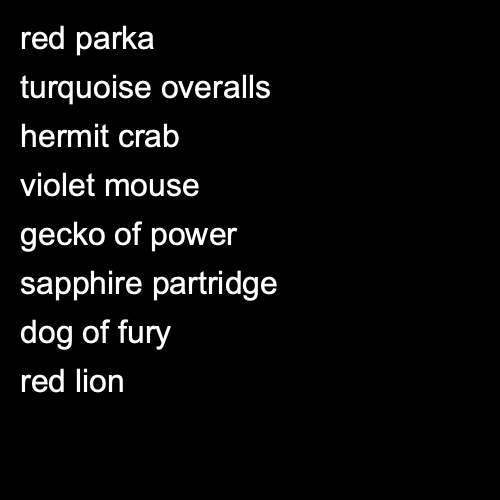 red parka
turquoise overalls
hermit crab
violet mouse
gecko of power
sapphire partridge
dog of fury
red lion